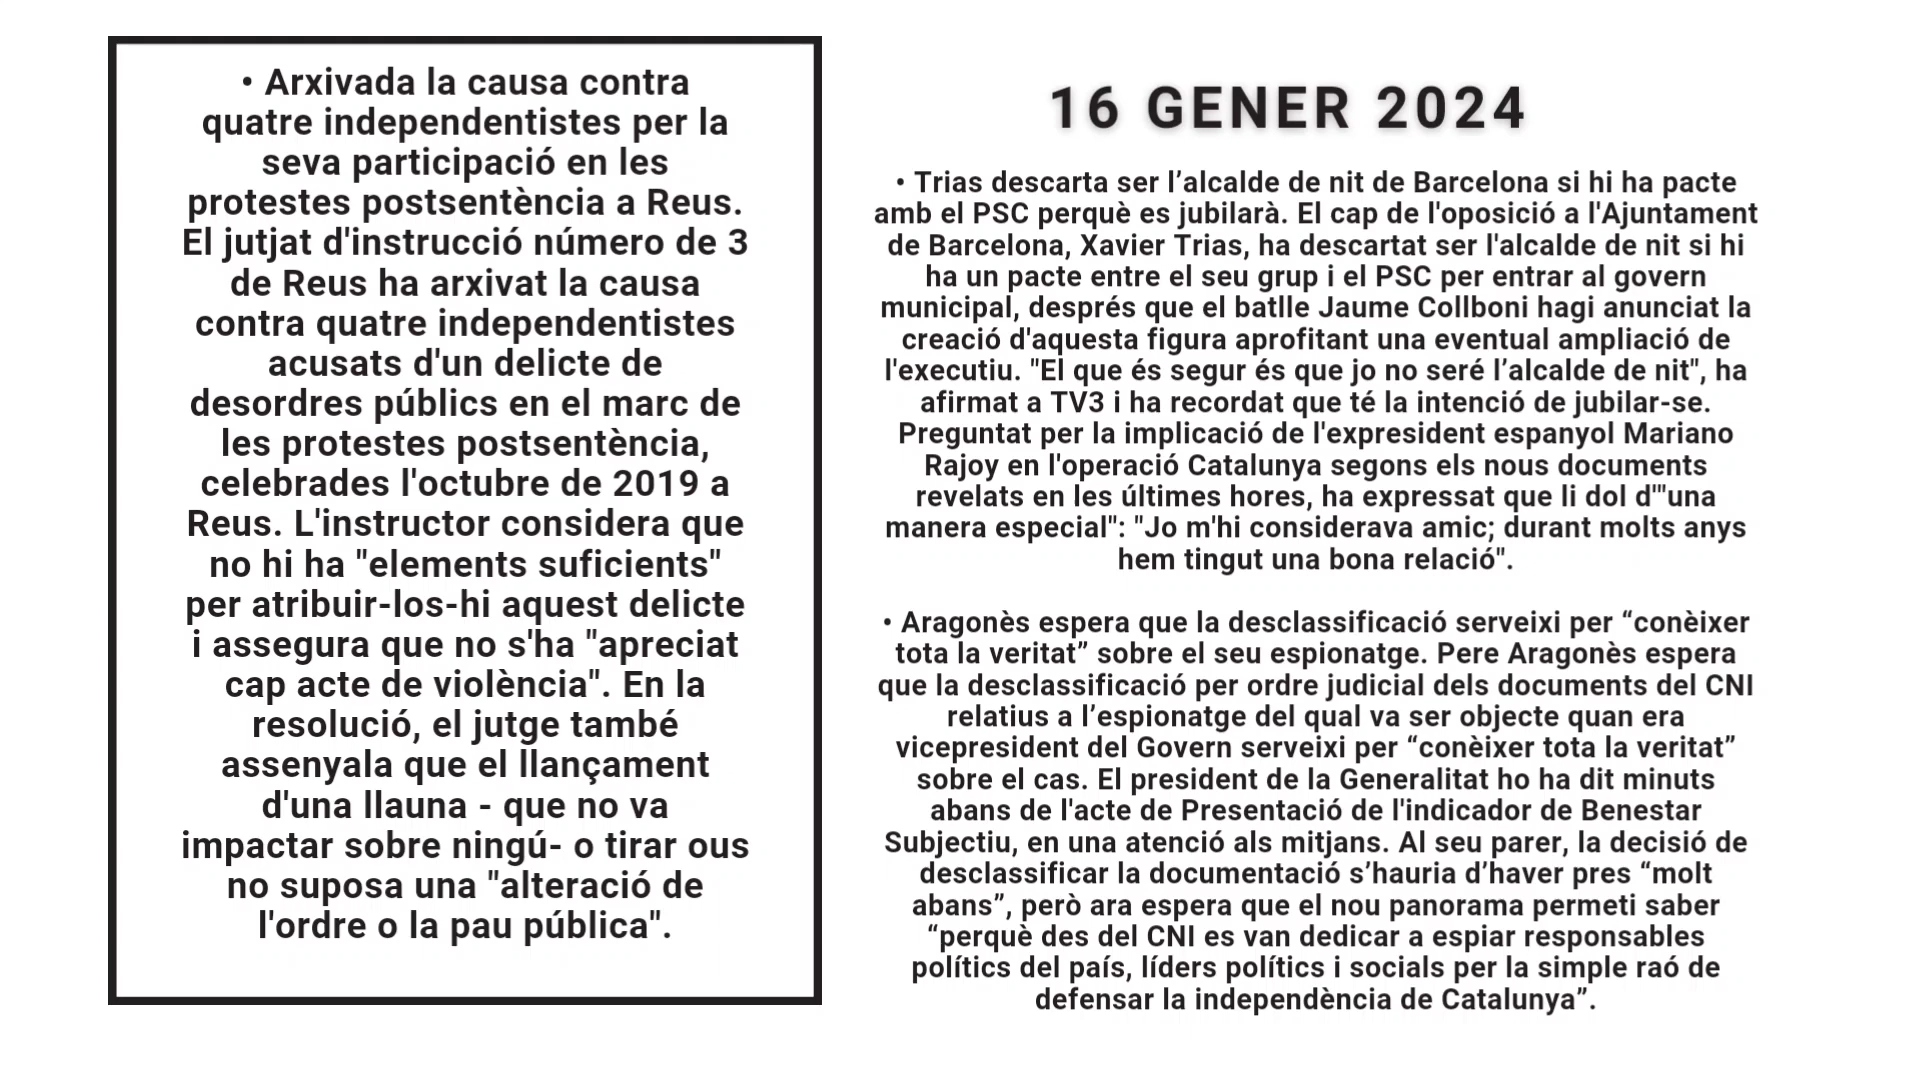 • Arxivada la causa contra
quatre independentistes per la
seva participació en les
protestes postsentència a Reus.
El jutjat d'instrucció número de 3
de Reus ha arxivat la causa
contra quatre independentistes
acusats d'un delicte de
desordres públics en el marc de
les protestes postsentència,
celebrades l'octubre de 2019 a
Reus. L'instructor considera que
no hi ha "elements suficients"
per atribuir-los-hi aquest delicte
i assegura que no s'ha "apreciat
cap acte de violència". En la
resolució, el jutge també
assenyala que el llançament
d'una llauna - que no va
impactar sobre ningú- o tirar ous
no suposa una "alteració de
l'ordre o la pau pública".
16 GENER 2024
• Trias descarta ser l’alcalde de nit de Barcelona si hi ha pacte
amb el PSC perquè es jubilarà. El cap de l'oposició a l'Ajuntament
de Barcelona, Xavier Trias, ha descartat ser l'alcalde de nit si hi
ha un pacte entre el seu grup i el PSC per entrar al govern
municipal, després que el batlle Jaume Collboni hagi anunciat la
creació d'aquesta figura aprofitant una eventual ampliació de
l'executiu. "El que és segur és que jo no seré l’alcalde de nit", ha
afirmat a TV3 i ha recordat que té la intenció de jubilar-se.
Preguntat per la implicació de l'expresident espanyol Mariano
Rajoy en l'operació Catalunya segons els nous documents
revelats en les últimes hores, ha expressat que li dol d'"una
manera especial": "Jo m'hi considerava amic; durant molts anys
hem tingut una bona relació".
• Aragonès espera que la desclassificació serveixi per “conèixer
tota la veritat” sobre el seu espionatge. Pere Aragonès espera
que la desclassificació per ordre judicial dels documents del CNI
relatius a l’espionatge del qual va ser objecte quan era
vicepresident del Govern serveixi per “conèixer tota la veritat”
sobre el cas. El president de la Generalitat ho ha dit minuts
abans de l'acte de Presentació de l'indicador de Benestar
Subjectiu, en una atenció als mitjans. Al seu parer, la decisió de
desclassificar la documentació s’hauria d’haver pres “molt
abans”, però ara espera que el nou panorama permeti saber
“perquè des del CNI es van dedicar a espiar responsables
polítics del país, líders polítics i socials per la simple raó de
defensar la independència de Catalunya”.